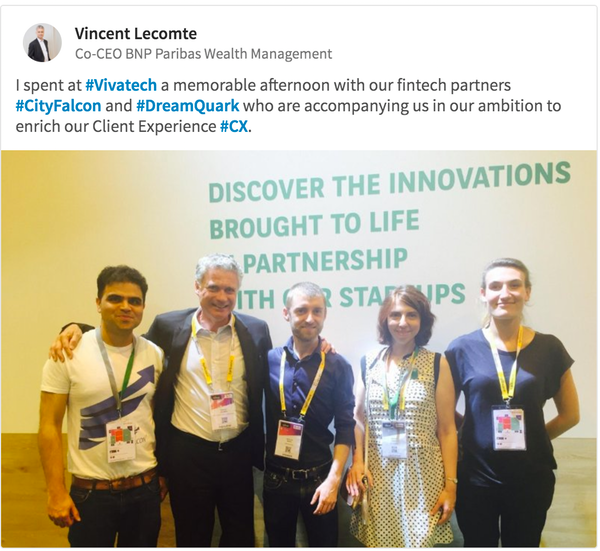 Vincent Lecomte
Co-CEO BNP Paribas Wealth Management
I spent at #Vivatech a memorable afternoon with our fintech partners
#CityFalcon and #DreamQuark who are accompanying us in our ambition to
enrich our Client Experience #CX.
DISCOVER THE INNOVATIONS
BROUGHT TO LIFE
PARTNERSHIP
STARTUPS